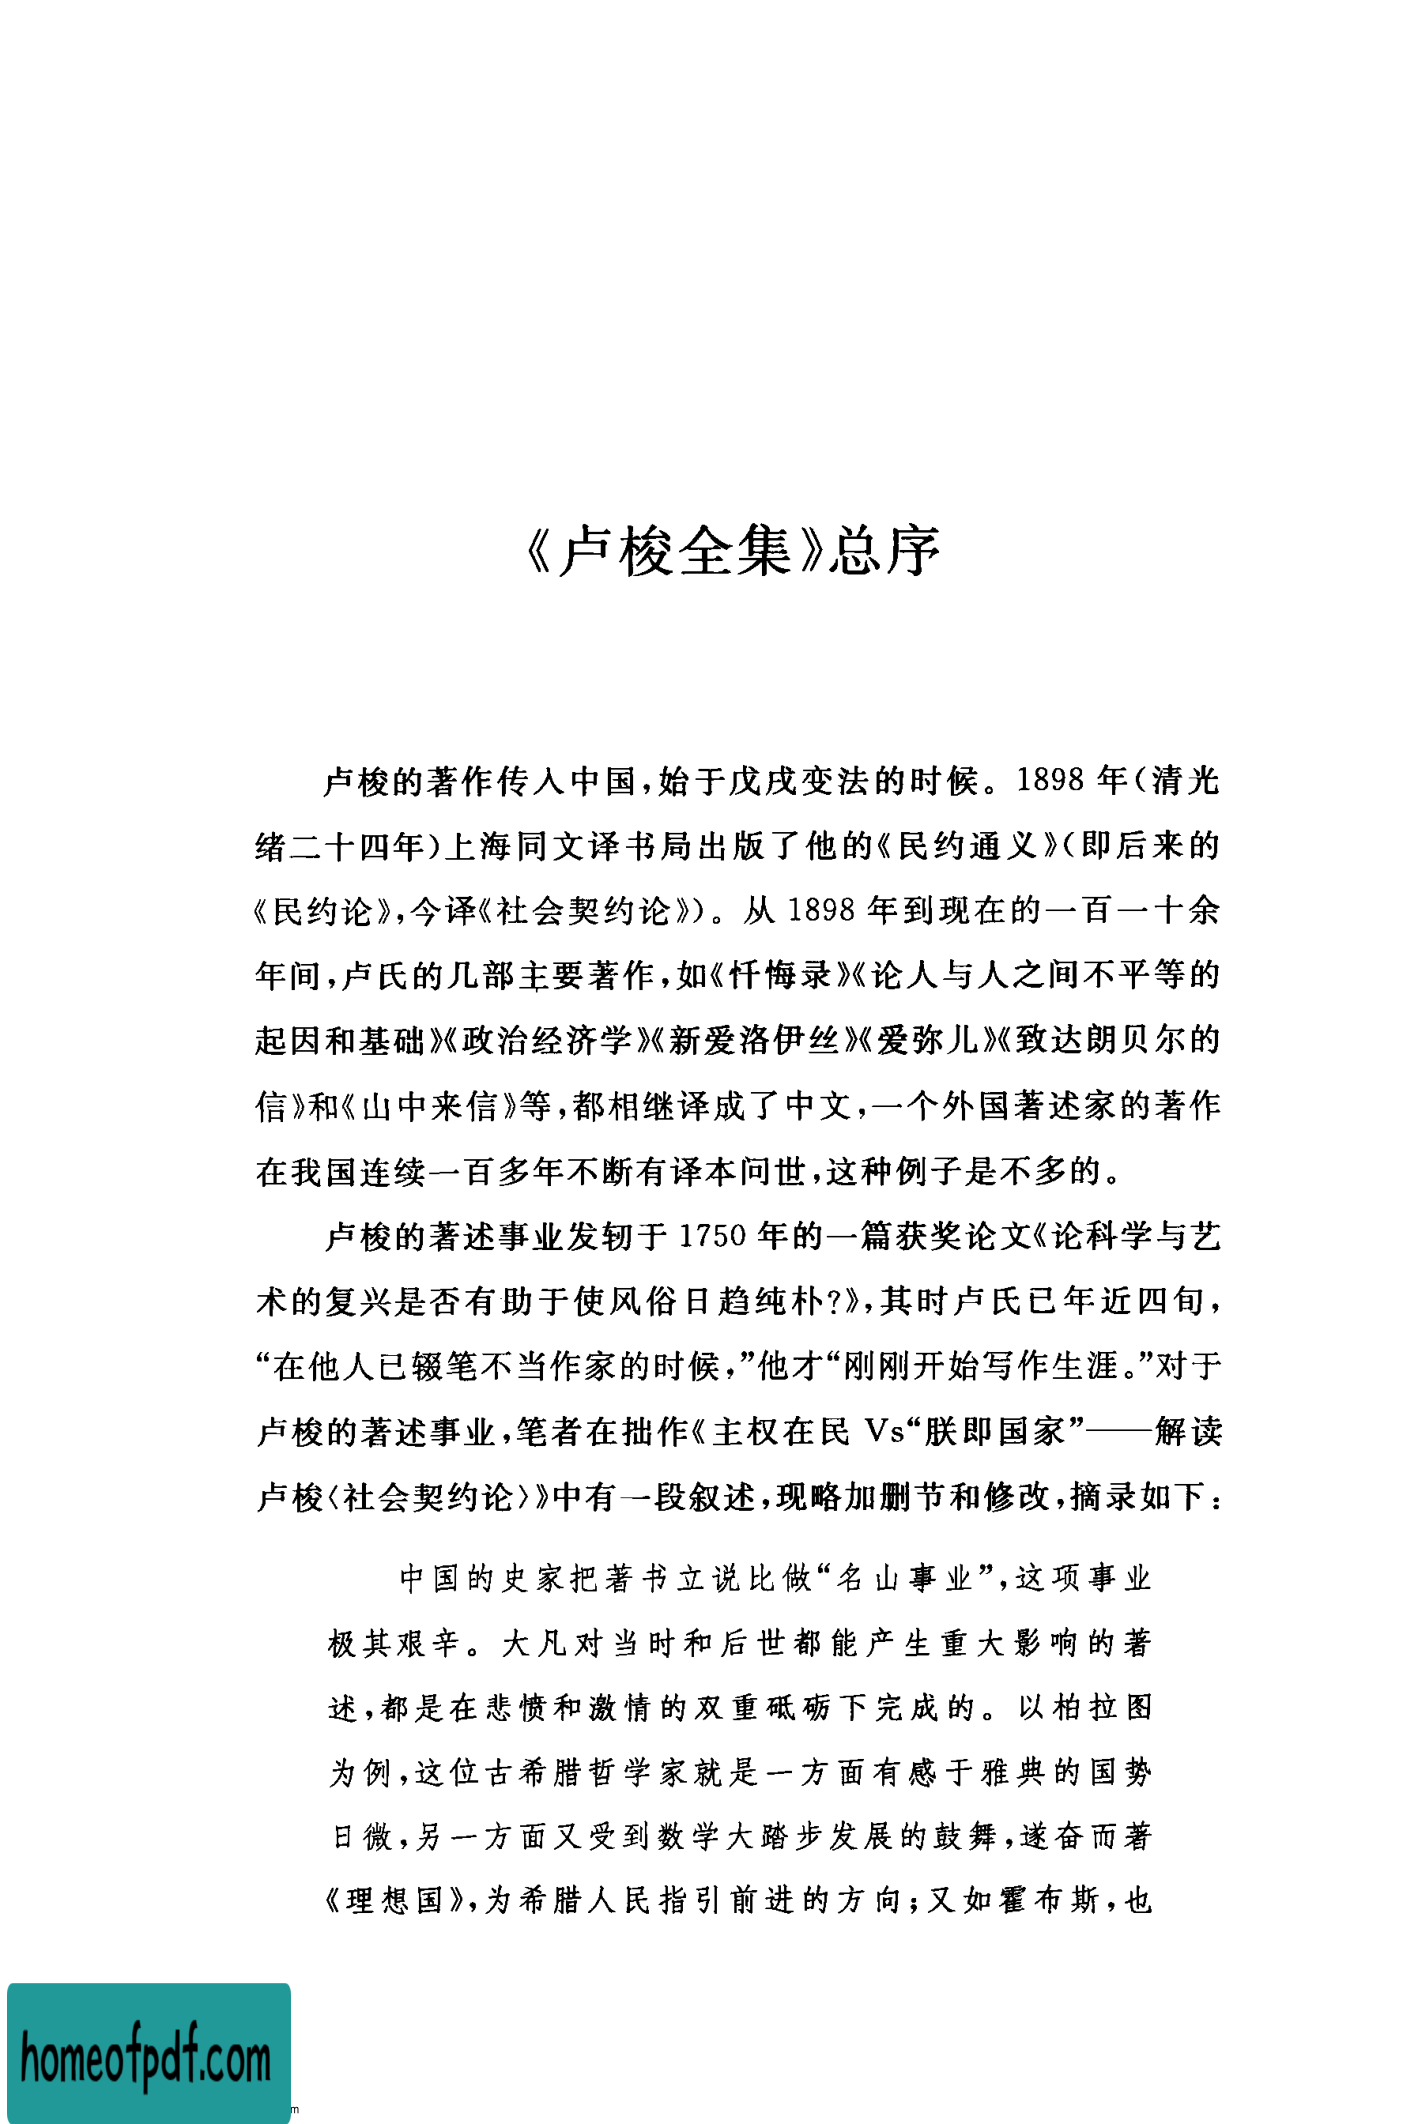 《卢梭全集》总序
卢梭的著作传入中国，始于戊戌变法的时候。1898 年（清光
绪二十四年）上海同文译书局出版了他的《民约通义》（即后来的
《民约论》，今译《社会契约论》）。从 1898 年到现在的一百一十余
年间，卢氏的几部主要著作，如《忏悔录》《论人与人之间不平等的
起因和基础》《政治经济学》《新爱洛伊丝》《爱弥儿》《致达朗贝尔的
信》和《山中来信》等，都相继译成了中文，一个外国著述家的著作
在我国连续一百多年不断有译本问世，这种例子是不多的。
卢梭的著述事业发轫于 1750 年的一篇获奖论文《论科学与艺
术的复兴是否有助于使风俗日趋纯朴?》，其时卢氏已年近四旬，
“在他人已辍笔不当作家的时候，”他才“刚刚开始写作生涯。”对于
卢梭的著述事业，笔者在拙作《主权在民 Vs“朕即国家”——解读
卢梭〈社会契约论〉》中有一段叙述，现略加删节和修改，摘录如下：
中国的史家把著书立说比做“名山事业”，这项事业
极其艰辛。大凡对当时和后世都能产生重大影响的著
述，都是在悲愤和激情的双重砥砺下完成的。以柏拉图
为例，这位古希腊哲学家就是一方面有感于雅典的国势
日微，另一方面又受到数学大踏步发展的鼓舞，遂奋而著
《理想国》，为希腊人民指引前进的方向；又如霍布斯，也
homeofpdf.com
m